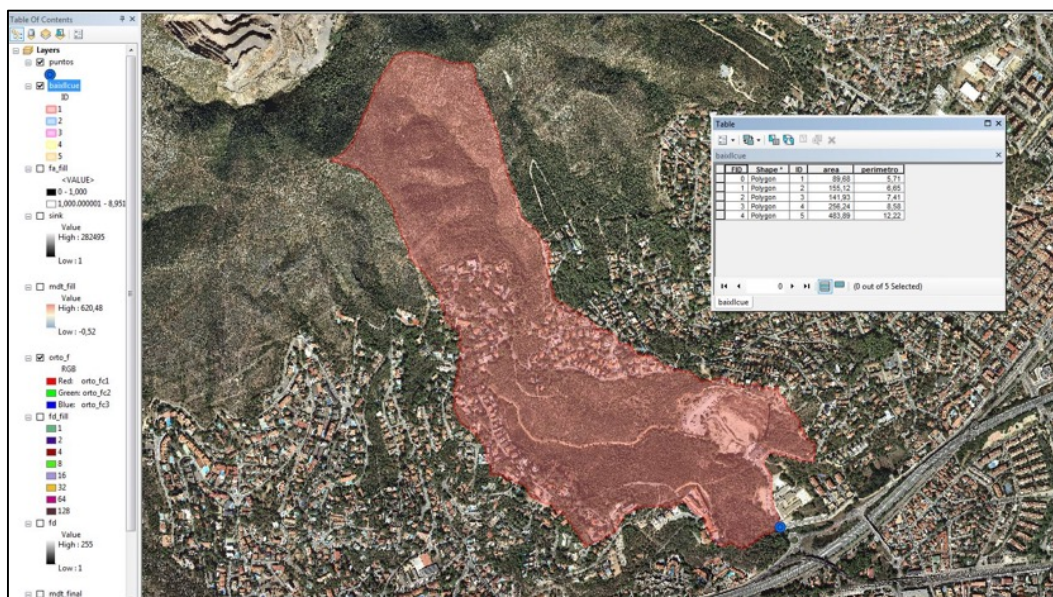 Table Of Contents
Layers
puntos
baixllcue
ID
1
2
3
4
5
fa_fill
<VALUE>
0 - 1,000
1,000.000001 - 8,951
sink
Value
High : 282495
Low : 1
mdt_fill
Value
High : 620,48
Low : -0,52
orto_f
RGB
Red: orto_fc1
Green: orto_fc2
Blue: orto_fc3
fd_fill
1
2
4
8
16
32
64
128
fd
Value
High : 255
Low : 1
mdt_final
Table
baixllcue
FID Shape * ID area perimetro
0 Polygon 1 89,68 5,71
1 Polygon 2 155,12 6,65
2 Polygon 3 141,93 7,41
3 Polygon 4 256,24 8,58
4 Polygon 5 483,89 12,22
0 (0 out of 5 Selected)
baixllcue